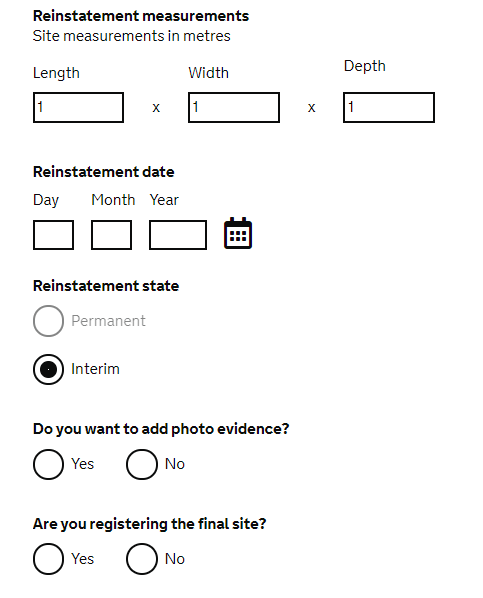 Reinstatement measurements
Site measurements in metres
Length Width Depth
1 x 1 x 1
Reinstatement date
Day Month Year
Reinstatement state
Permanent
Interim
Do you want to add photo evidence?
Yes No
Are you registering the final site?
Yes No